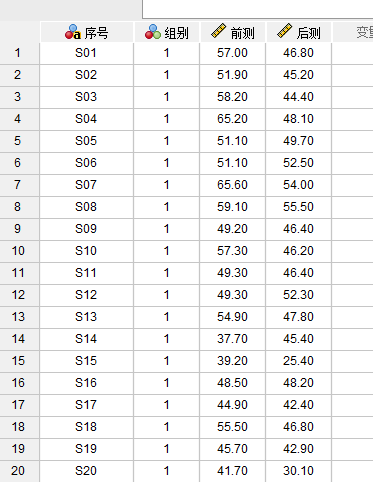 序号 组别 前测 后测
1 S01 1 57.00 46.80
2 S02 1 51.90 45.20
3 S03 1 58.20 44.40
4 S04 1 65.20 48.10
5 S05 1 51.10 49.70
6 S06 1 51.10 52.50
7 S07 1 65.60 54.00
8 S08 1 59.10 55.50
9 S09 1 49.20 46.40
10 S10 1 57.30 46.20
11 S11 1 49.30 46.40
12 S12 1 49.30 52.30
13 S13 1 54.90 47.80
14 S14 1 37.70 45.40
15 S15 1 39.20 25.40
16 S16 1 48.50 48.20
17 S17 1 44.90 42.40
18 S18 1 55.50 46.80
19 S19 1 45.70 42.90
20 S20 1 41.70 30.10